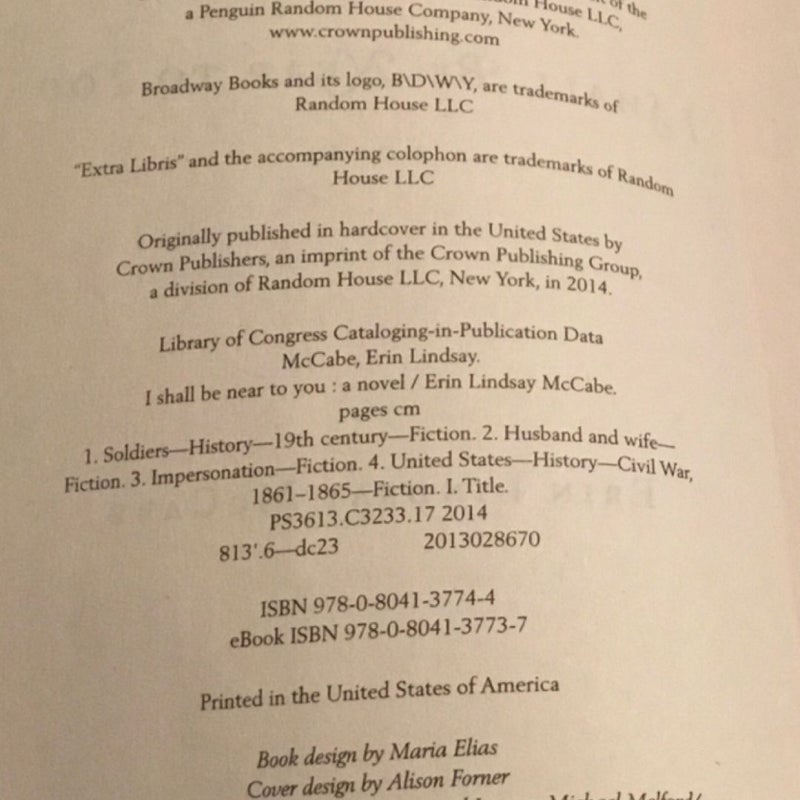 of the
a Penguin Random House Company, New York.
House LLC,
www.crownpublishing.com
Broadway Books and its logo, B\D\W\Y, are trademarks of
Random House LLC
"Extra Libris" and the accompanying colophon are trademarks of Random
House LLC
Originally published in hardcover in the United States by
Crown Publishers, an imprint of the Crown Publishing Group,
a division of Random House LLC, New York, in 2014.
Library of Congress Cataloging-in-Publication Data
McCabe, Erin Lindsay.
I shall be near to you : a novel / Erin Lindsay McCabe.
pages cm
1. Soldiers—History—19th century—Fiction. 2. Husband and wife—
Fiction. 3. Impersonation—Fiction. 4. United States—History—Civil War,
1861–1865—Fiction. I. Title.
PS3613.C3233.I7 2014
813'.6—dc23 2013028670
ISBN 978-0-8041-3774-4
eBook ISBN 978-0-8041-3773-7
Printed in the United States of America
Book design by Maria Elias
Cover design by Alison Forner